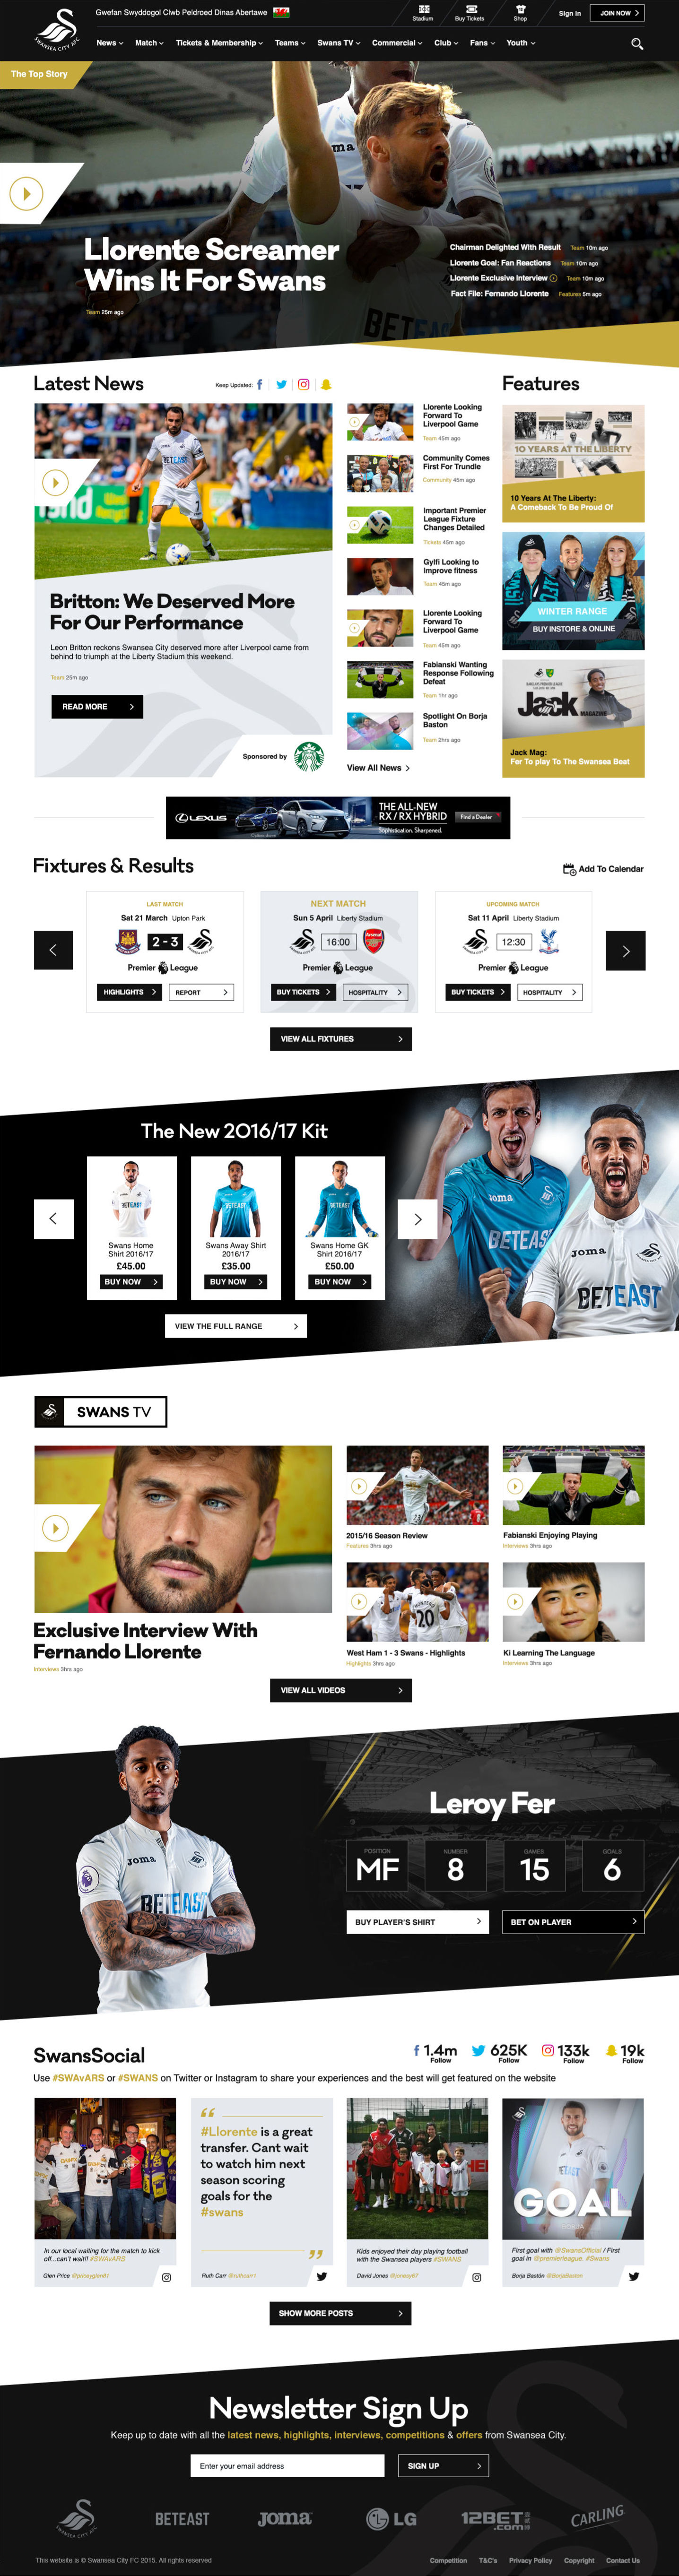 SWANSEA CITY AFC
Gwefan Swyddogol Clwb Peldroed Dinas Abertawe
Stadium
Buy Tickets
Shop
Sign In
JOIN NOW
News
Match
Tickets & Membership
Teams
Swans TV
Commercial
Club
Fans
Youth
The Top Story
Llorente Screamer
Wins It For Swans
Team 25m ago
Chairman Delighted With Result Team 10m ago
Llorente Goal: Fan Reactions Team 10m ago
Llorente Exclusive Interview Team 10m ago
Fact File: Fernando Llorente Features 5m ago
Latest News
Keep Updated:
Britton: We Deserved More
For Our Performance
Leon Britton reckons Swansea City deserved more after Liverpool came from
behind to triumph at the Liberty Stadium this weekend.
Team 25m ago
READ MORE
Sponsored by
Llorente Looking
Forward To
Liverpool Game
Team 45m ago
Community Comes
First For Trundle
Community 45m ago
Important Premier
League Fixture
Changes Detailed
Tickets 45m ago
Gylfi Looking to
Improve fitness
Team 45m ago
Llorente Looking
Forward To
Liverpool Game
Team 45m ago
Fabianski Wanting
Response Following
Defeat
Team 1hr ago
Spotlight On Borja
Baston
Team 2hrs ago
View All News
Features
10 YEARS AT THE LIBERTY
10 Years At The Liberty:
A Comeback To Be Proud Of
WINTER RANGE
BUY INSTORE & ONLINE
Jack MAGAZINE
Jack Mag:
Fer To play To The Swansea Beat
LEXUS
THE ALL-NEW
RX / RX HYBRID
Sophistication. Sharpened.
Find a Dealer
Fixtures & Results
Add To Calendar
LAST MATCH
Sat 21 March Upton Park
2 - 3
Premier League
HIGHLIGHTS
REPORT
NEXT MATCH
Sun 5 April Liberty Stadium
16:00
Premier League
BUY TICKETS
HOSPITALITY
UPCOMING MATCH
Sat 11 April Liberty Stadium
12:30
Premier League
BUY TICKETS
HOSPITALITY
VIEW ALL FIXTURES
The New 2016/17 Kit
Swans Home
Shirt 2016/17
£45.00
BUY NOW
Swans Away Shirt
2016/17
£35.00
BUY NOW
Swans Home GK
Shirt 2016/17
£50.00
BUY NOW
VIEW THE FULL RANGE
joma
BETEAST
joma
BETEAST
SWANS TV
Exclusive Interview With
Fernando Llorente
Interviews 3hrs ago
2015/16 Season Review
Features 3hrs ago
Fabianski Enjoying Playing
Interviews 3hrs ago
West Ham 1 - 3 Swans - Highlights
Highlights 3hrs ago
Ki Learning The Language
Interviews 3hrs ago
VIEW ALL VIDEOS
joma
BETEAST
Leroy Fer
POSITION
MF
NUMBER
8
GAMES
15
GOALS
6
BUY PLAYER'S SHIRT
BET ON PLAYER
SwansSocial
1.4m
Follow
625K
Follow
133k
Follow
19k
Follow
Use #SWAvARS or #SWANS on Twitter or Instagram to share your experiences and the best will get featured on the website
In our local waiting for the match to kick
off...can't wait!! #SWAvARS
Glen Price @priceyglen81
#Llorente is a great
transfer. Cant wait
to watch him next
season scoring
goals for the
#swans
Ruth Carr @ruthcarr1
Kids enjoyed their day playing football
with the Swansea players #SWANS
David Jones @jonesy67
GOAL
First goal with @SwansOfficial / First
goal in @premierleague. #Swans
Borja Bastón @BorjaBaston
SHOW MORE POSTS
Newsletter Sign Up
Keep up to date with all the latest news, highlights, interviews, competitions & offers from Swansea City.
Enter your email address
SIGN UP
SWANSEA CITY AFC
BETEAST
Joma
LG
12BET
.com
CARLING
This website is © Swansea City FC 2015. All rights reserved
Competition
T&C's
Privacy Policy
Copyright
Contact Us